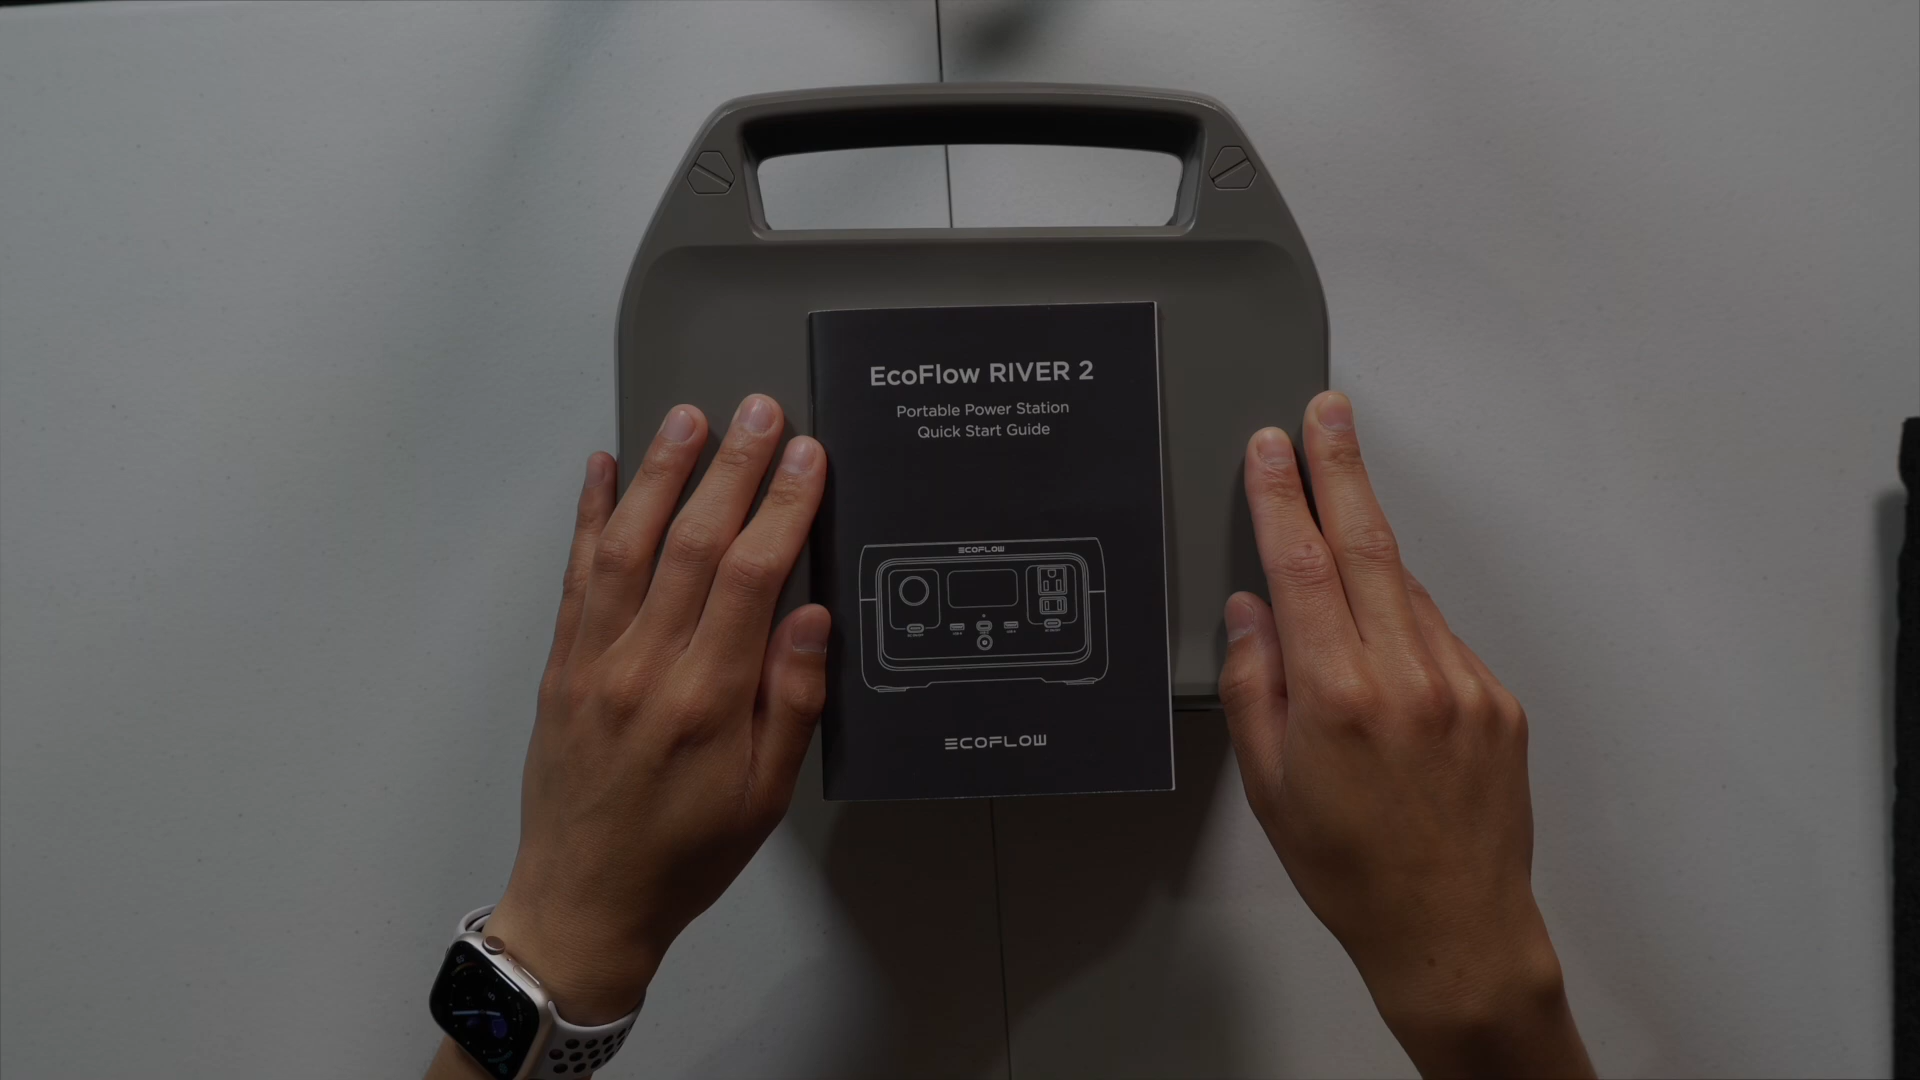 EcoFlow RIVER 2
Portable Power Station
Quick Start Guide
ECOFLOW
ECOFLOW